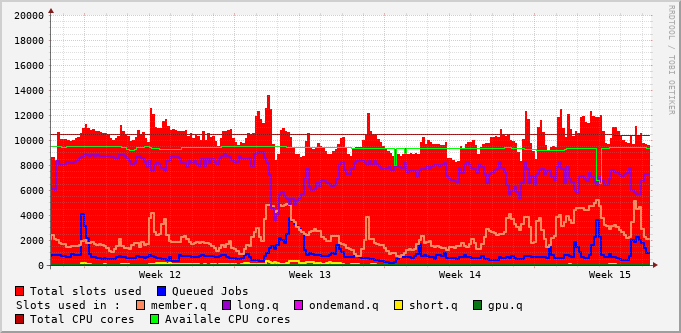 20000
18000
16000
14000
12000
10000
8000
6000
4000
2000
0
Week 12 Week 13 Week 14 Week 15
RRDTOOL / TOBI OETIKER
Total slots used Queued Jobs
Slots used in : member.q long.q ondemand.q short.q gpu.q
Total CPU cores Availale CPU cores